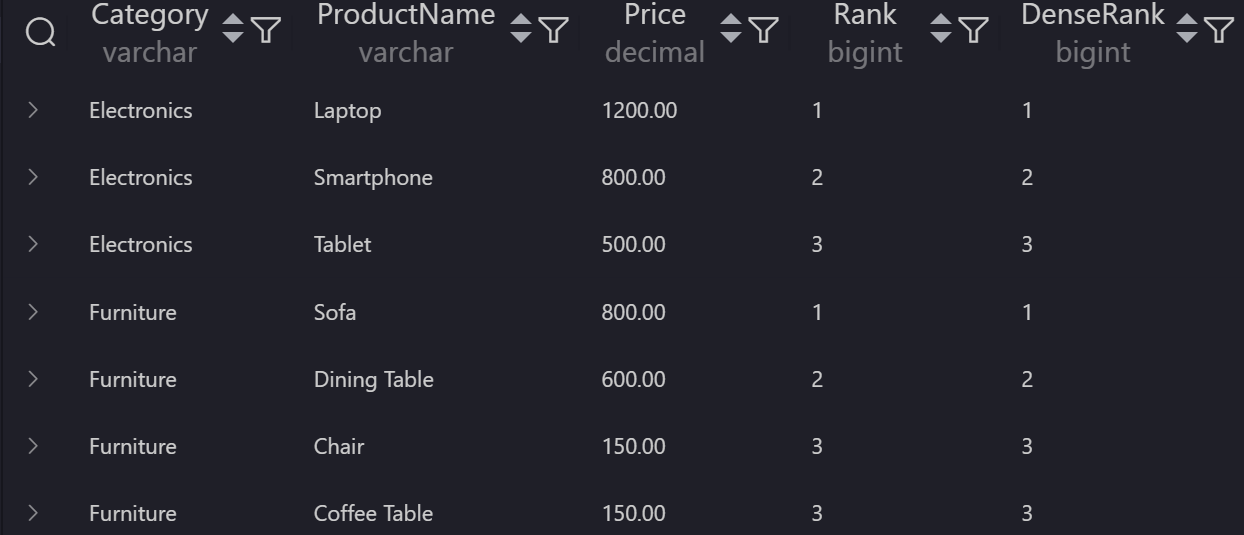 Category ProductName Price Rank DenseRank
varchar varchar decimal bigint bigint
Electronics Laptop 1200.00 1 1
Electronics Smartphone 800.00 2 2
Electronics Tablet 500.00 3 3
Furniture Sofa 800.00 1 1
Furniture Dining Table 600.00 2 2
Furniture Chair 150.00 3 3
Furniture Coffee Table 150.00 3 3